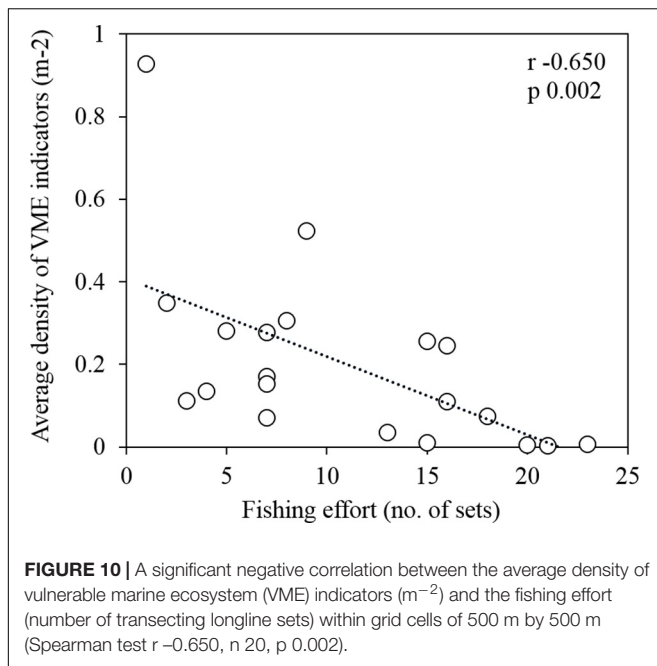 r -0.650
p 0.002
Average density of VME indicators (m-2)
1
0.8
0.6
0.4
0.2
0
0 5 10 15 20 25
Fishing effort (no. of sets)
FIGURE 10 | A significant negative correlation between the average density of
vulnerable marine ecosystem (VME) indicators (m⁻²) and the fishing effort
(number of transecting longline sets) within grid cells of 500 m by 500 m
(Spearman test r –0.650, n 20, p 0.002).